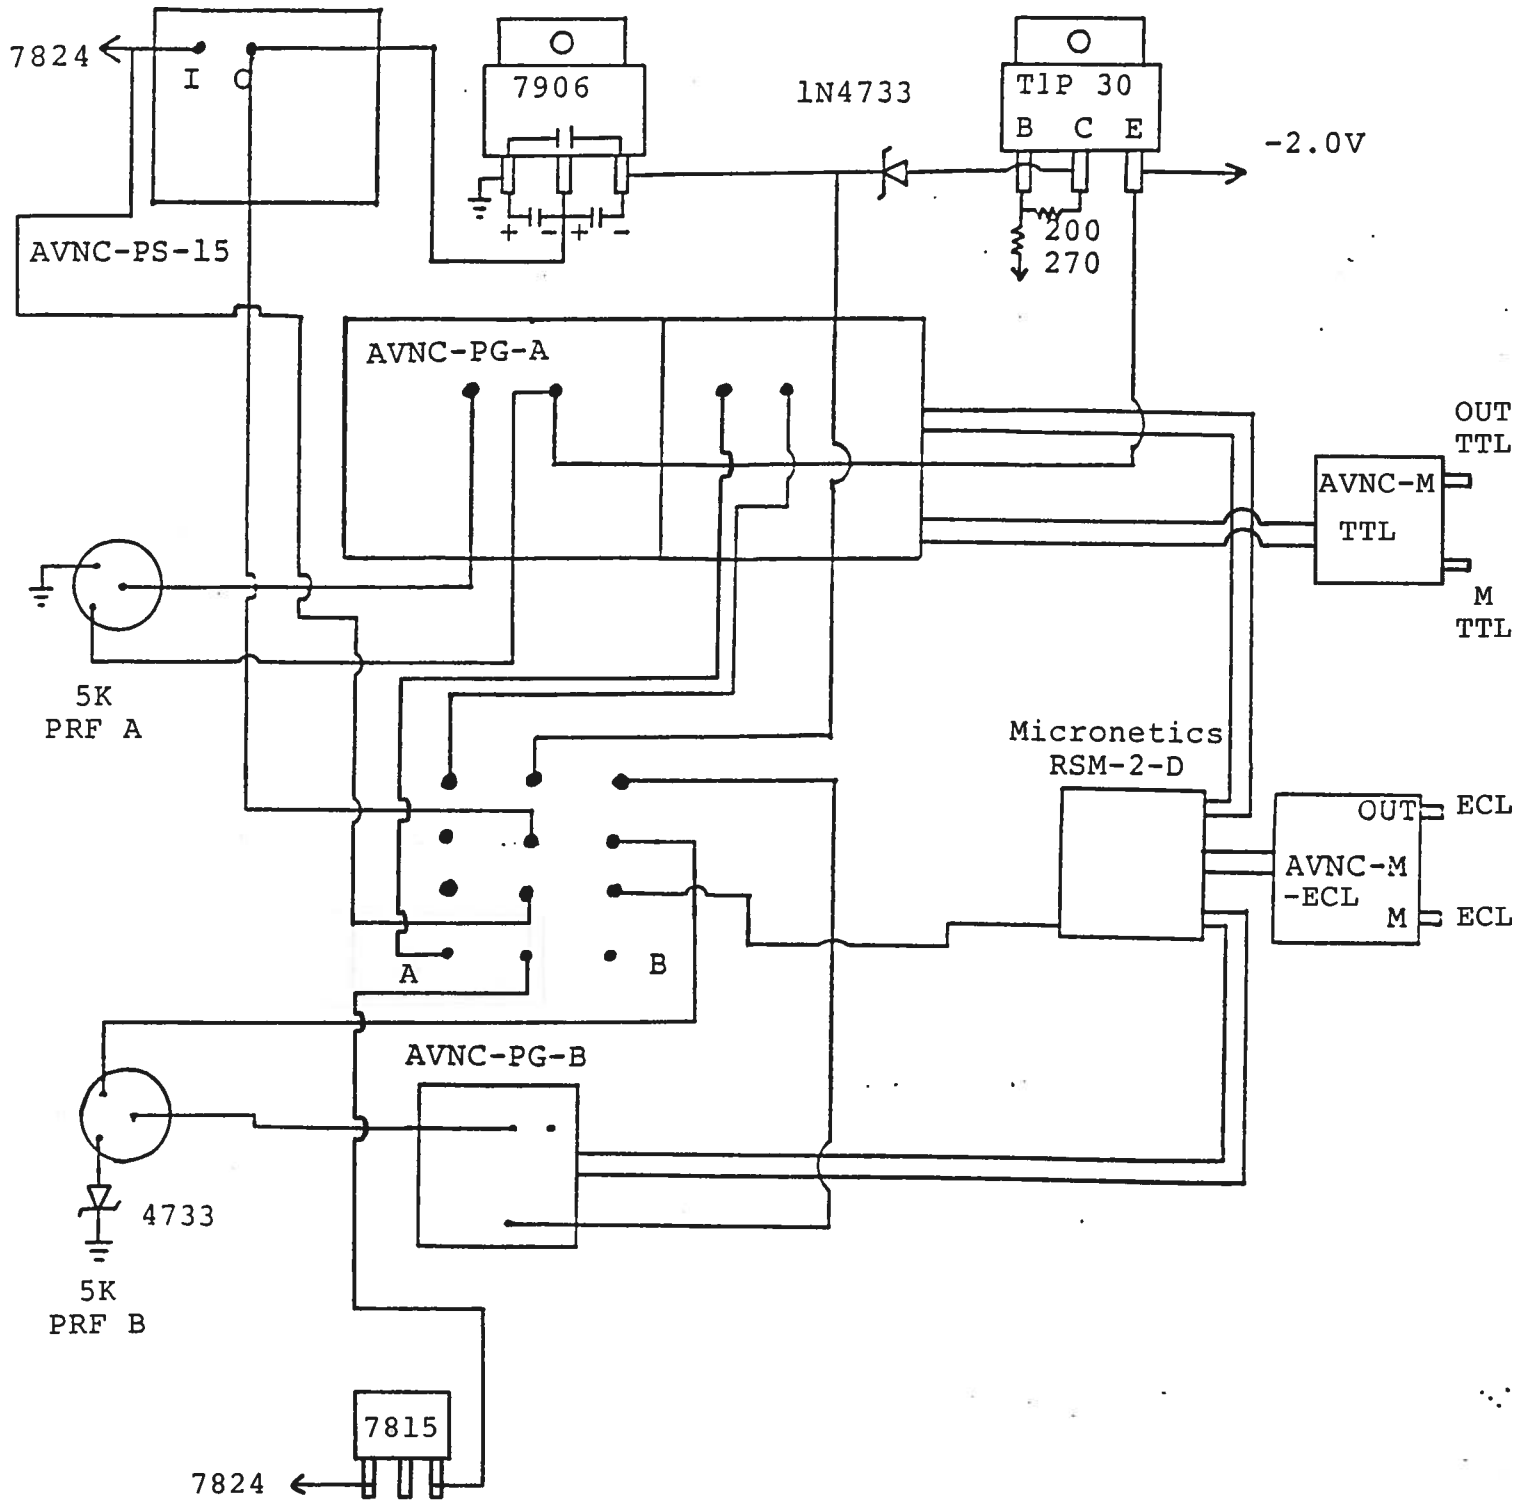 7824
I O
7906
1N4733
TIP 30
B C E
-2.0V
AVNC-PS-15
+ - + -
200
270
AVNC-PG-A
OUT
TTL
AVNC-M
TTL
M
TTL
5K
PRF A
Micronetics
RSM-2-D
OUT ECL
AVNC-M
-ECL
M ECL
A B
AVNC-PG-B
4733
5K
PRF B
7815
7824